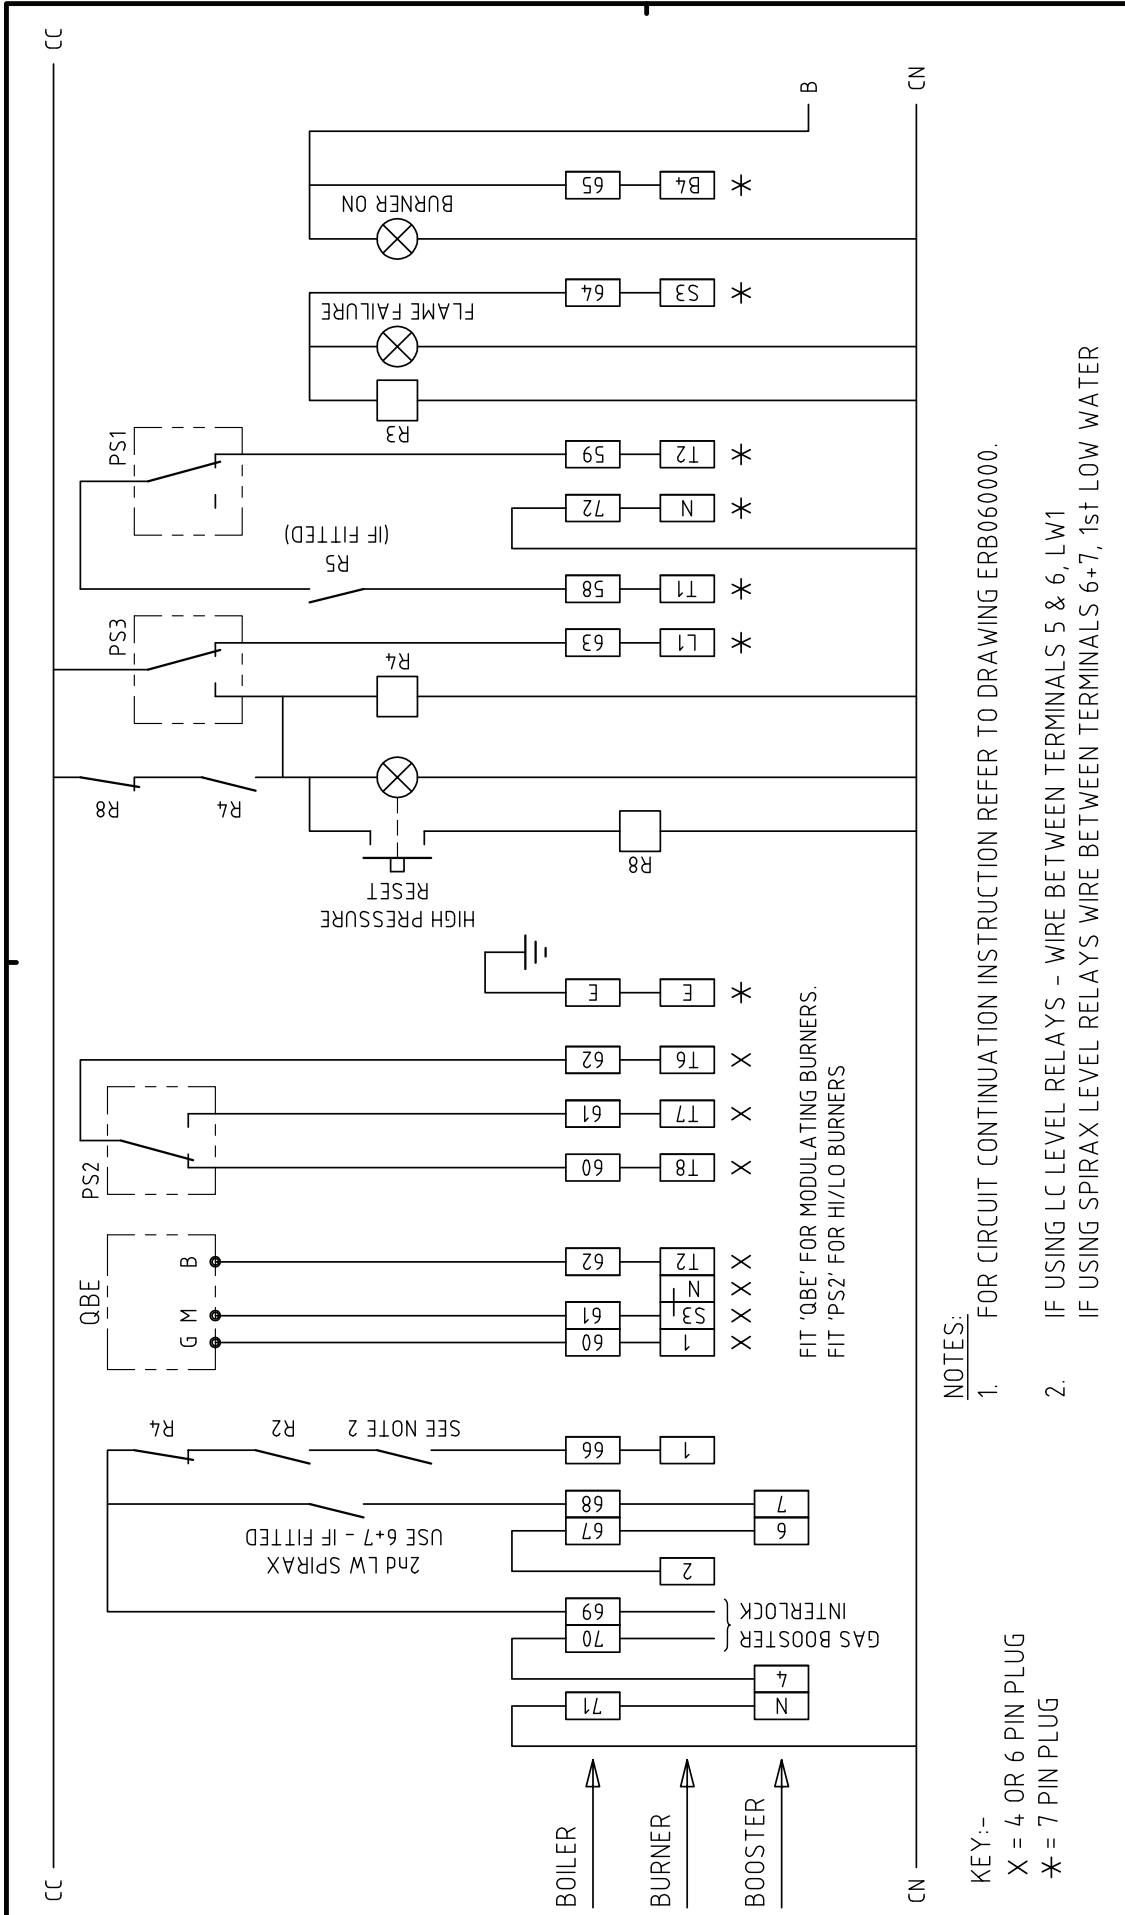 CC
CC
B
CN
CN
BURNER ON
65
B4
*
FLAME FAILURE
64
S3
*
R3
PS1
59
T2
*
72
N
*
R5
(IF FITTED)
58
T1
*
PS3
63
L1
*
R4
R8
R4
HIGH PRESSURE
RESET
R8
E
E
*
PS2
62
T6
X
61
T7
X
60
T8
X
QBE
B
M
G
62
T2
X
N
X
61
S3
X
60
1
X
FIT 'QBE' FOR MODULATING BURNERS.
FIT 'PS2' FOR HI/LO BURNERS
R4
R2
SEE NOTE 2
66
1
68
7
67
6
2nd LW SPIRAX
USE 6+7 - IF FITTED
2
69
70
GAS BOOSTER
INTERLOCK
4
71
N
BOILER
BURNER
BOOSTER
NOTES:
1. FOR CIRCUIT CONTINUATION INSTRUCTION REFER TO DRAWING ERB060000.
2. IF USING LC LEVEL RELAYS - WIRE BETWEEN TERMINALS 5 & 6, LW1
IF USING SPIRAX LEVEL RELAYS WIRE BETWEEN TERMINALS 6+7, 1st LOW WATER
KEY:-
X = 4 OR 6 PIN PLUG
* = 7 PIN PLUG